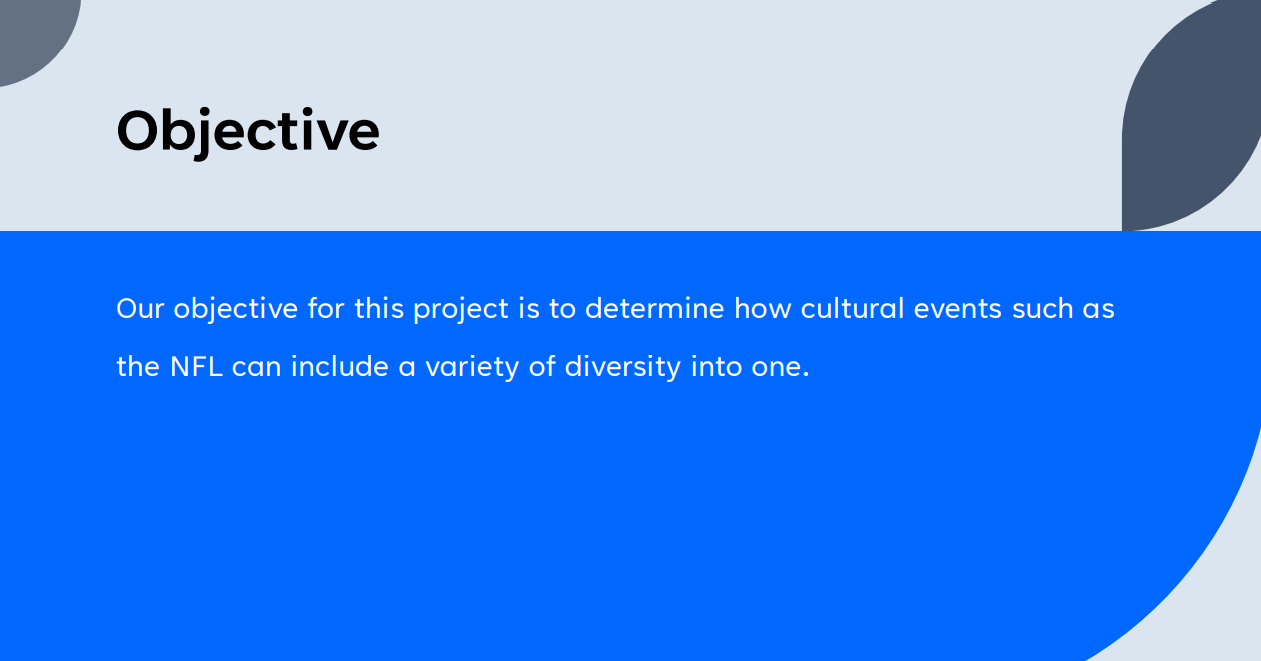 Objective
Our objective for this project is to determine how cultural events such as
the NFL can include a variety of diversity into one.